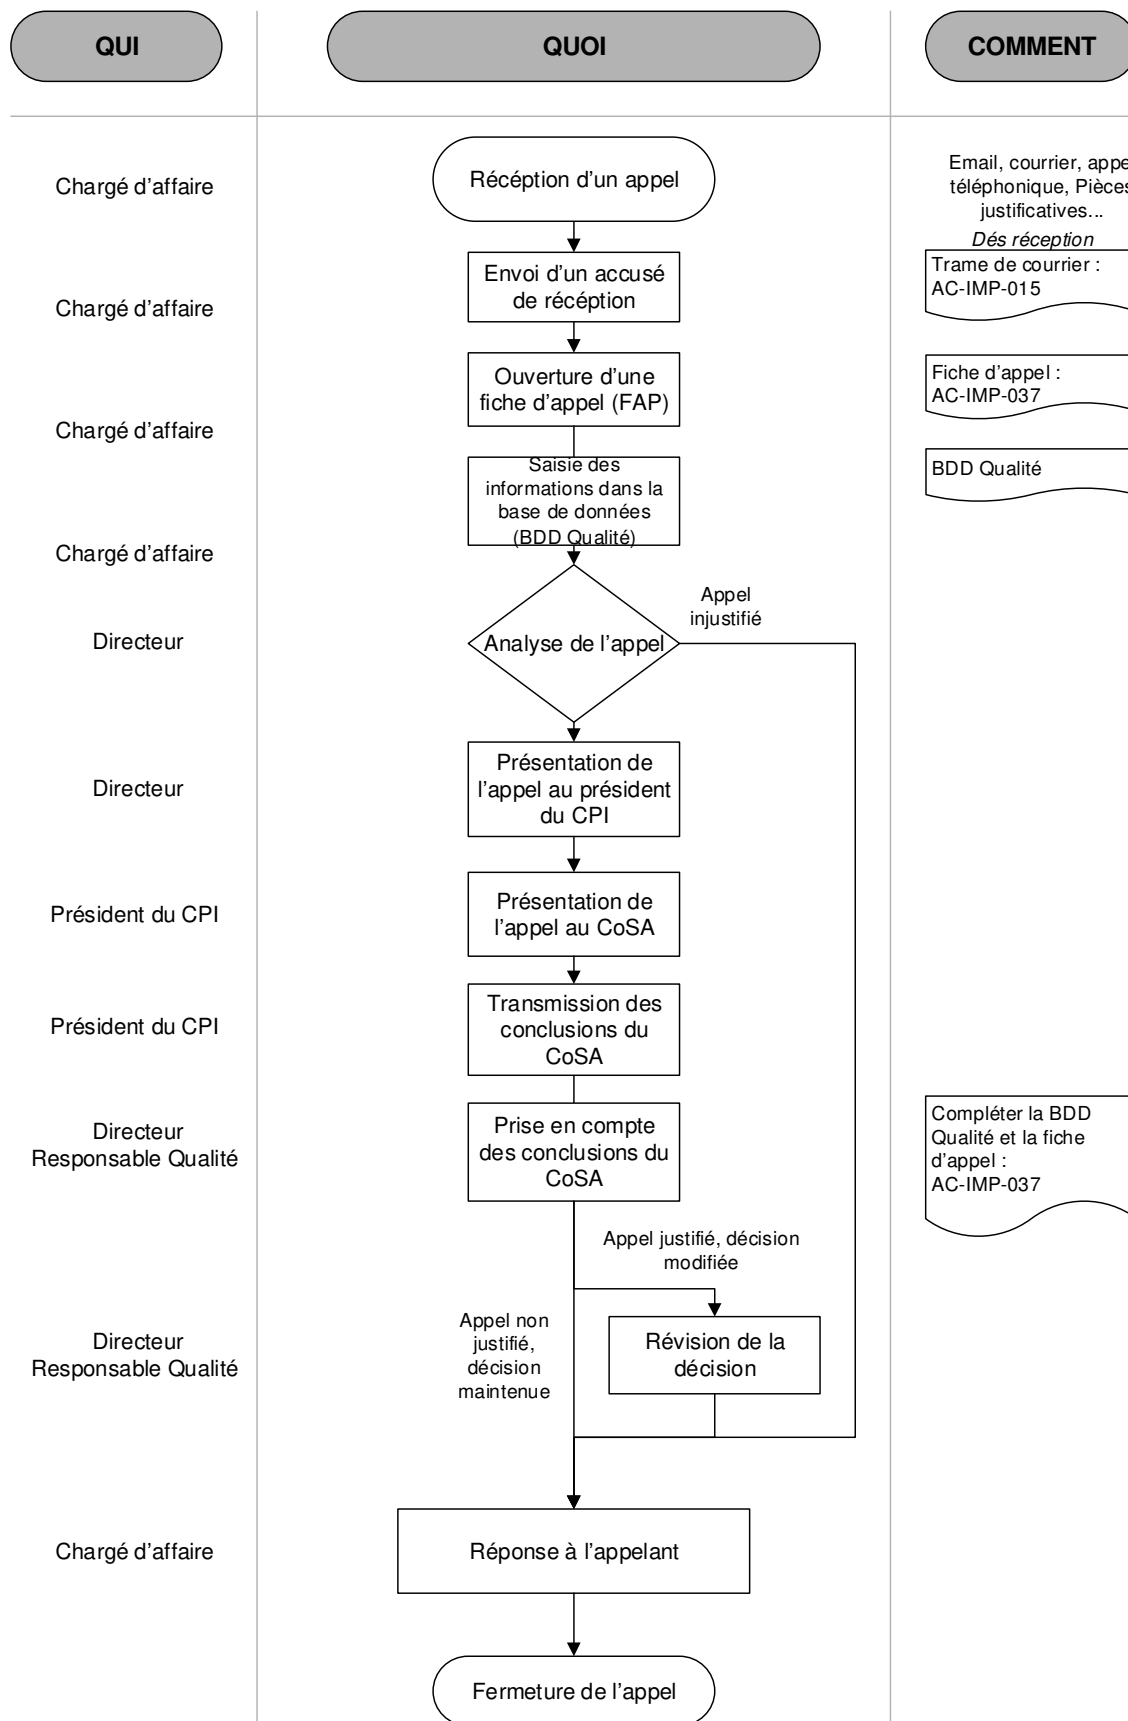 QUI
QUOI
COMMENT
Chargé d'affaire
Récéption d'un appel
Email, courrier, appe
téléphonique, Pièces
justificatives...
Dés réception
Chargé d'affaire
Envoi d'un accusé
de récéption
Trame de courrier :
AC-IMP-015
Chargé d'affaire
Ouverture d'une
fiche d'appel (FAP)
Fiche d'appel :
AC-IMP-037
Chargé d'affaire
Saisie des
informations dans la
base de données
(BDD Qualité)
BDD Qualité
Directeur
Analyse de l'appel
Appel
injustifié
Directeur
Présentation de
l'appel au président
du CPI
Président du CPI
Présentation de
l'appel au CoSA
Président du CPI
Transmission des
conclusions du
CoSA
Directeur
Responsable Qualité
Prise en compte
des conclusions du
CoSA
Compléter la BDD
Qualité et la fiche
d'appel :
AC-IMP-037
Appel justifié, décision
modifiée
Appel non
justifié,
décision
maintenue
Directeur
Responsable Qualité
Révision de la
décision
Chargé d'affaire
Réponse à l'appelant
Fermeture de l'appel